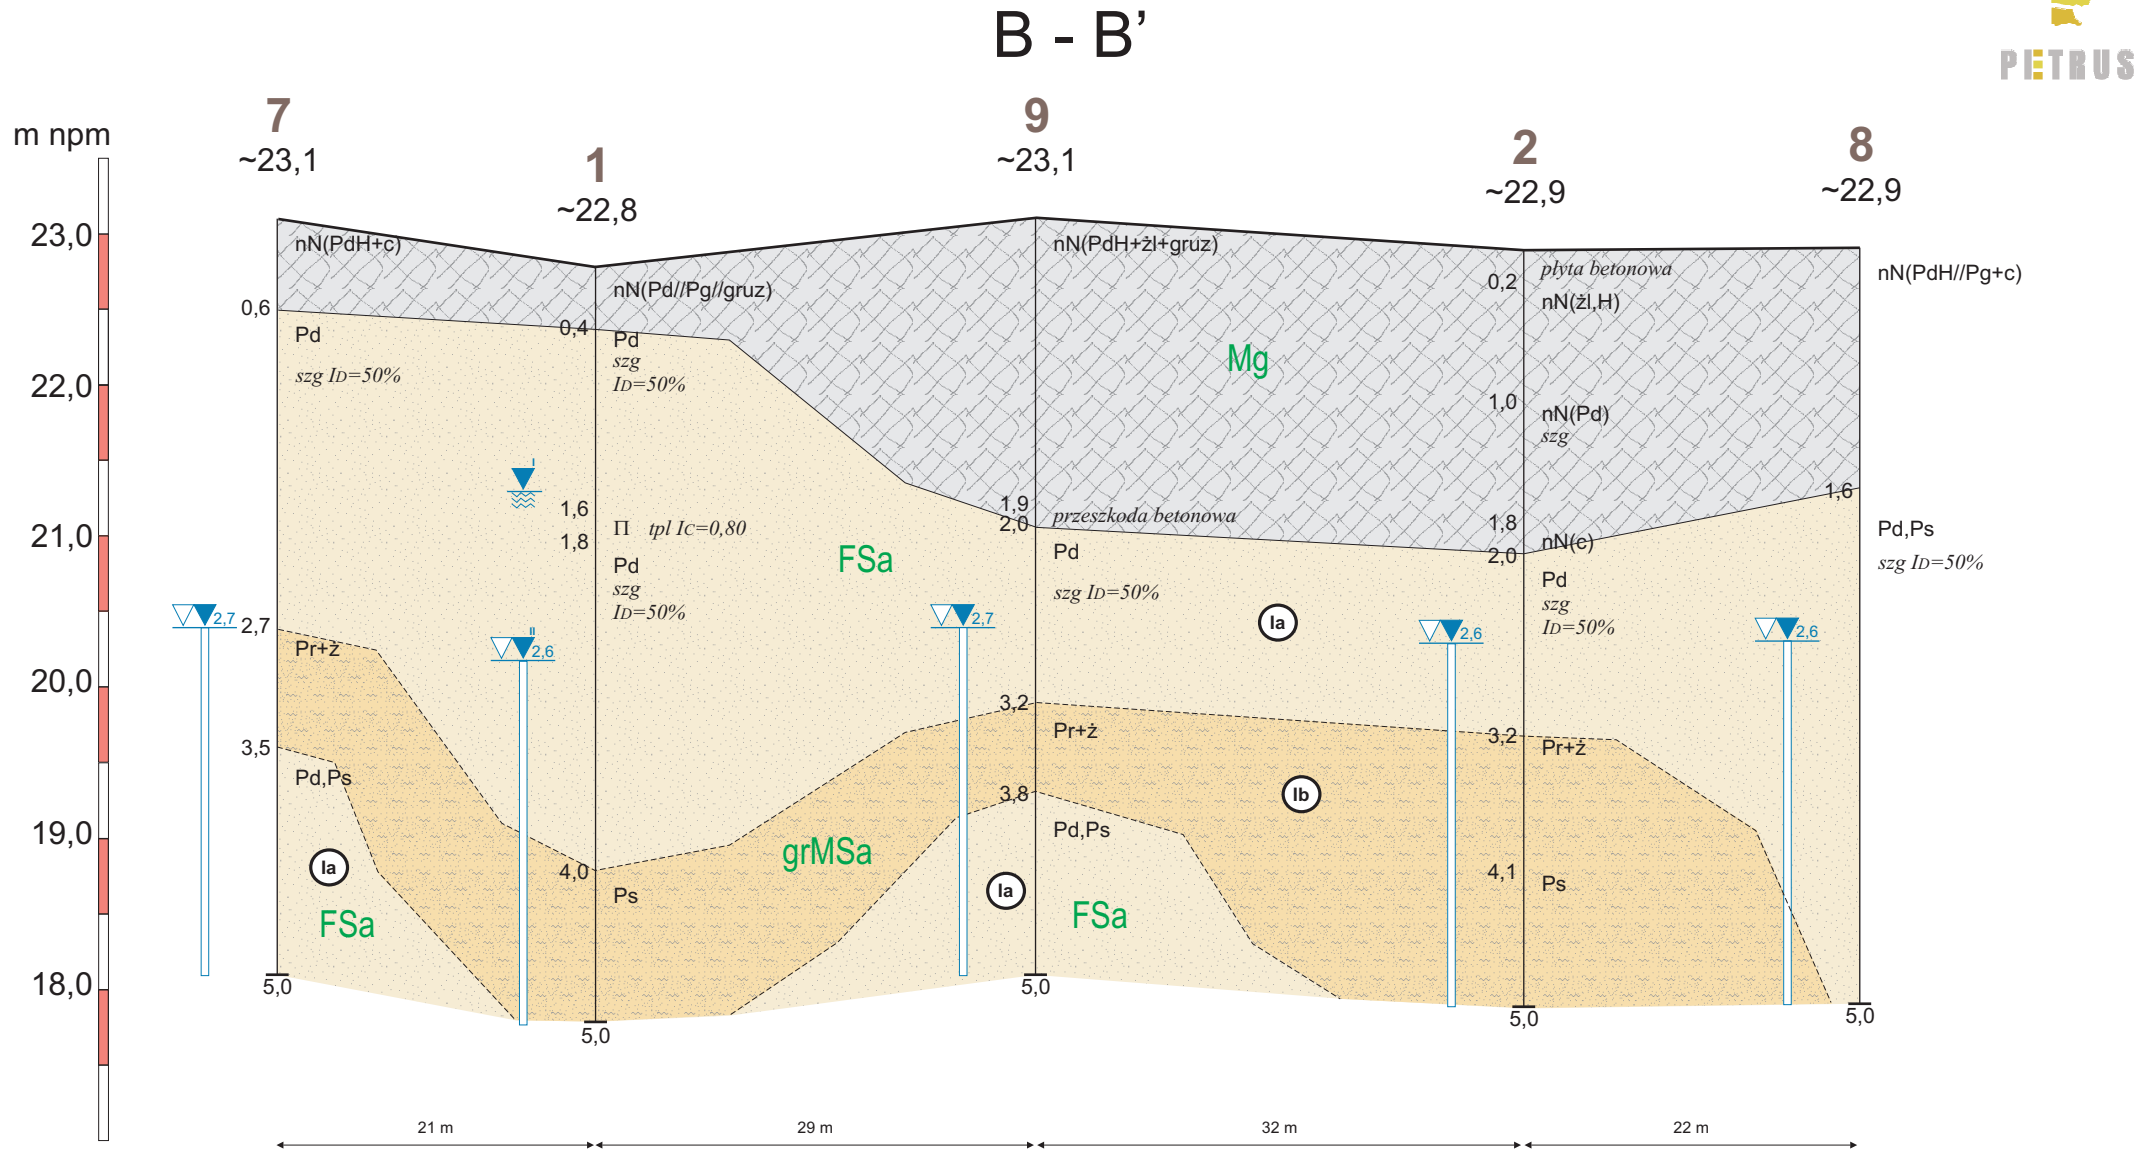 B - B’
PETRUS
m npm
23,0
22,0
21,0
20,0
19,0
18,0
7
~23,1
1
~22,8
9
~23,1
2
~22,9
8
~22,9
nN(PdH+c)
0,6
Pd
szg ID=50%
2,7
2,7
Pr+ż
3,5
Pd,Ps
Ia
FSa
5,0
nN(Pd//Pg//gruz)
0,4
Pd
szg
ID=50%
I
1,6
Π tpl IC=0,80
1,8
Pd
szg
ID=50%
II
2,6
4,0
Ps
5,0
FSa
grMSa
nN(PdH+żl+gruz)
1,9
przeszkoda betonowa
2,0
Pd
szg ID=50%
2,7
3,2
Pr+ż
3,8
Pd,Ps
Ia
FSa
5,0
Mg
Ia
Ib
płyta betonowa
0,2
nN(żl,H)
1,0
nN(Pd)
szg
1,8
nN(c)
2,0
Pd
szg
ID=50%
2,6
3,2
Pr+ż
4,1
Ps
5,0
nN(PdH//Pg+c)
1,6
Pd,Ps
szg ID=50%
2,6
5,0
21 m
29 m
32 m
22 m